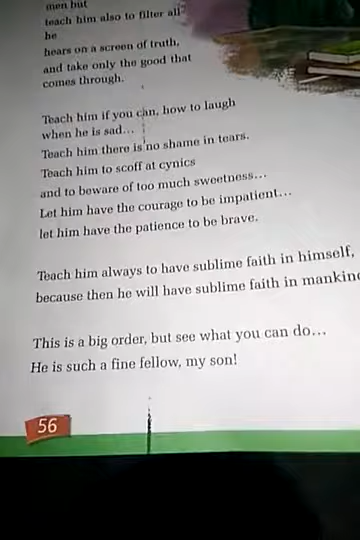 men but
teach him also to filter all
he
hears on a screen of truth,
and take only the good that
comes through.
Teach him if you can, how to laugh
when he is sad...
Teach him there is no shame in tears.
Teach him to scoff at cynics
and to beware of too much sweetness...
Let him have the courage to be impatient...
let him have the patience to be brave.
Teach him always to have sublime faith in himself,
because then he will have sublime faith in mankind
This is a big order, but see what you can do...
He is such a fine fellow, my son!
56